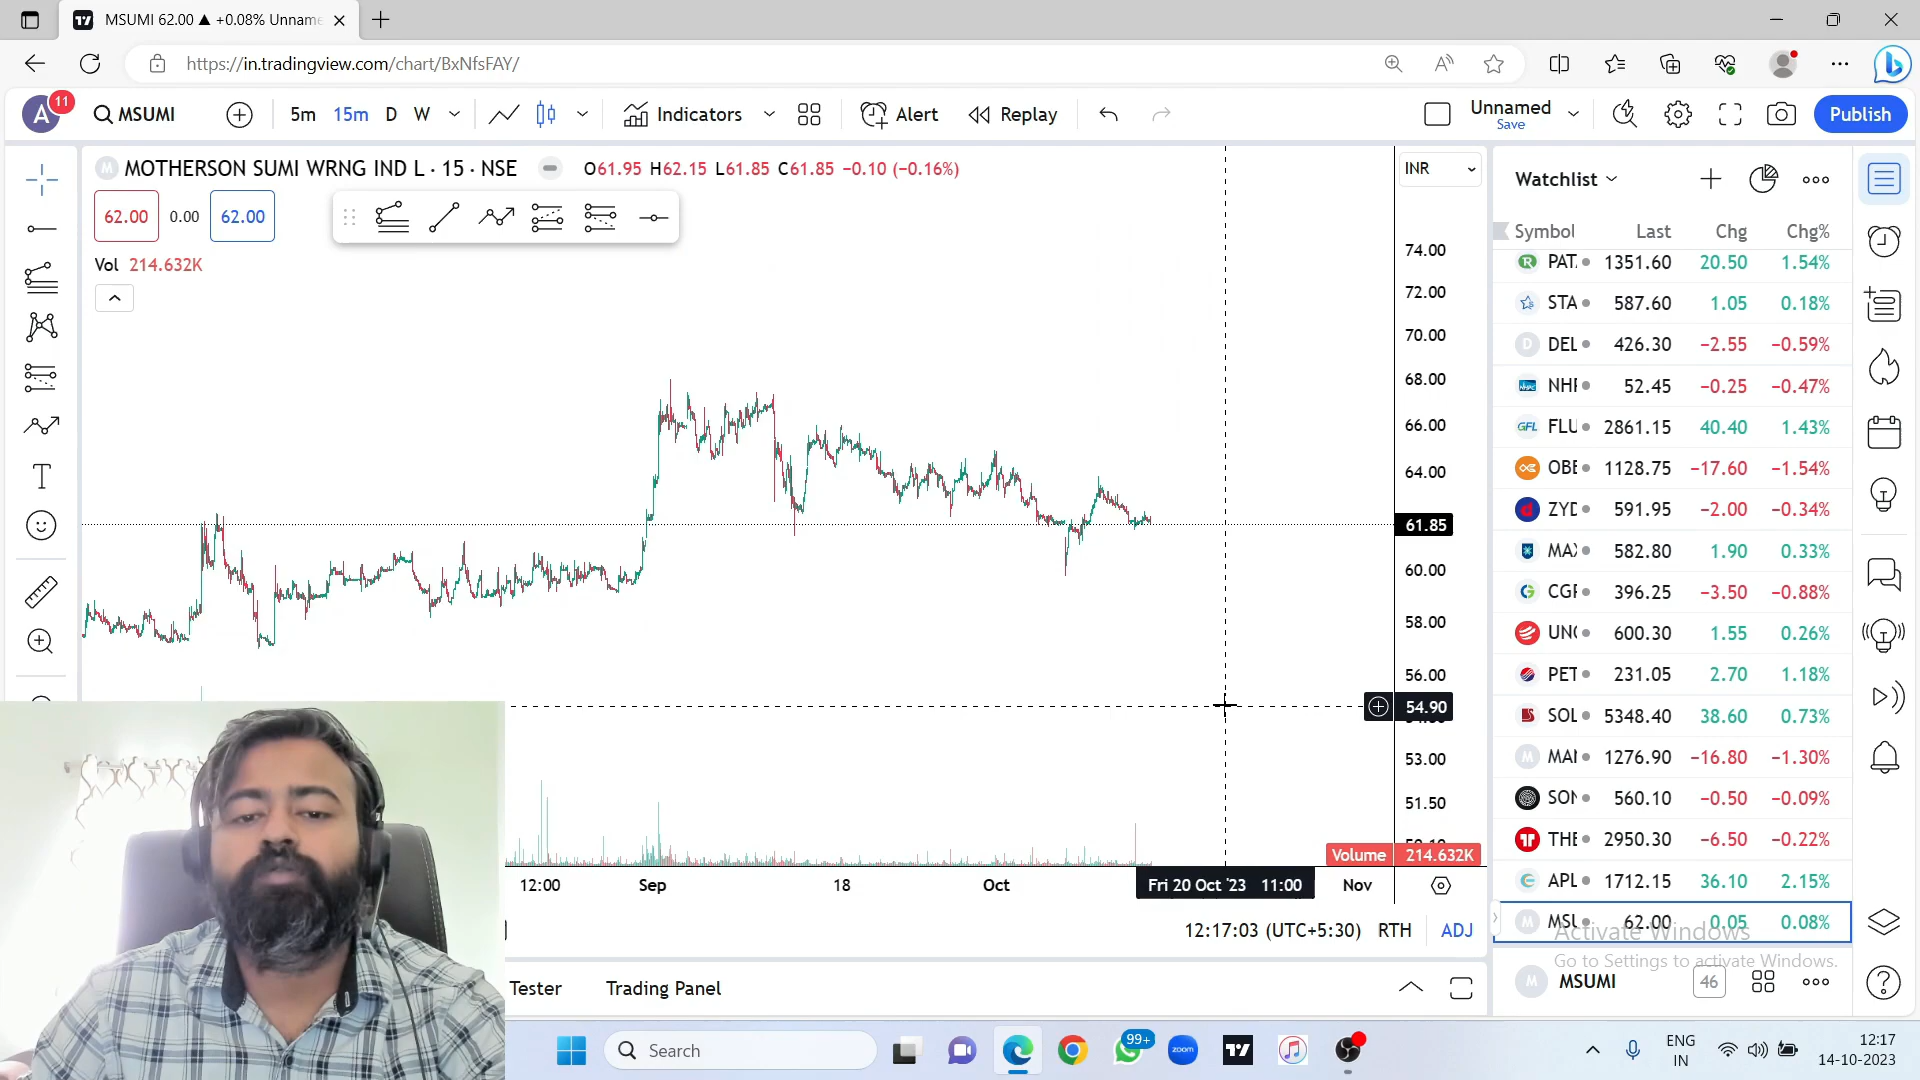 MSUMI 62.00 ▲ +0.08% Unname
https://in.tradingview.com/chart/BxNfsFAY/
A 11 MSUMI 5m 15m D W Indicators Alert Replay Unnamed Save Publish
MOTHERSON SUMI WRNG IND L · 15 · NSE O61.95 H62.15 L61.85 C61.85 −0.10 (−0.16%)
INR
62.00 0.00 62.00
Vol 214.632K
74.00
72.00
70.00
68.00
66.00
64.00
61.85
60.00
58.00
56.00
54.90
53.00
51.50
Volume 214.632K
12:00 Sep 18 Oct Fri 20 Oct '23 11:00 Nov
12:17:03 (UTC+5:30) RTH ADJ
Tester Trading Panel
Watchlist
Symbol Last Chg Chg%
PAT 1351.60 20.50 1.54%
STA 587.60 1.05 0.18%
DEL 426.30 −2.55 −0.59%
NHP 52.45 −0.25 −0.47%
GFL FLU 2861.15 40.40 1.43%
OBE 1128.75 −17.60 −1.54%
ZYD 591.95 −2.00 −0.34%
MAX 582.80 1.90 0.33%
CGP 396.25 −3.50 −0.88%
UNO 600.30 1.55 0.26%
PET 231.05 2.70 1.18%
SOL 5348.40 38.60 0.73%
MAN 1276.90 −16.80 −1.30%
SON 560.10 −0.50 −0.09%
THE 2950.30 −6.50 −0.22%
APL 1712.15 36.10 2.15%
MSU 62.00 0.05 0.08%
Activate Windows
Go to Settings to activate Windows.
MSUMI 46
Search
99+
zoom
ENG
IN
12:17
14-10-2023